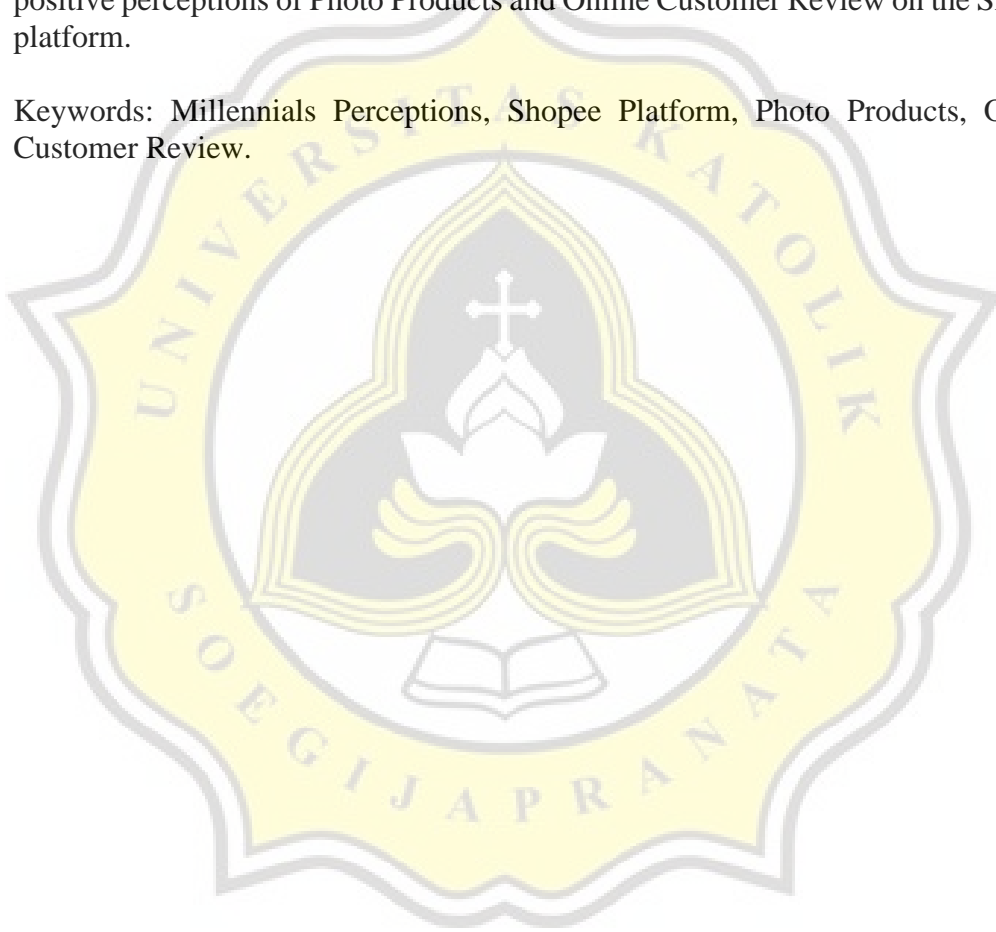 positive perceptions of Photo Products and Online Customer Review on the S
platform.
Keywords: Millennials Perceptions, Shopee Platform, Photo Products, O
Customer Review.
UNIVERSITAS KATOLIK
SOEGIJAPRANATA